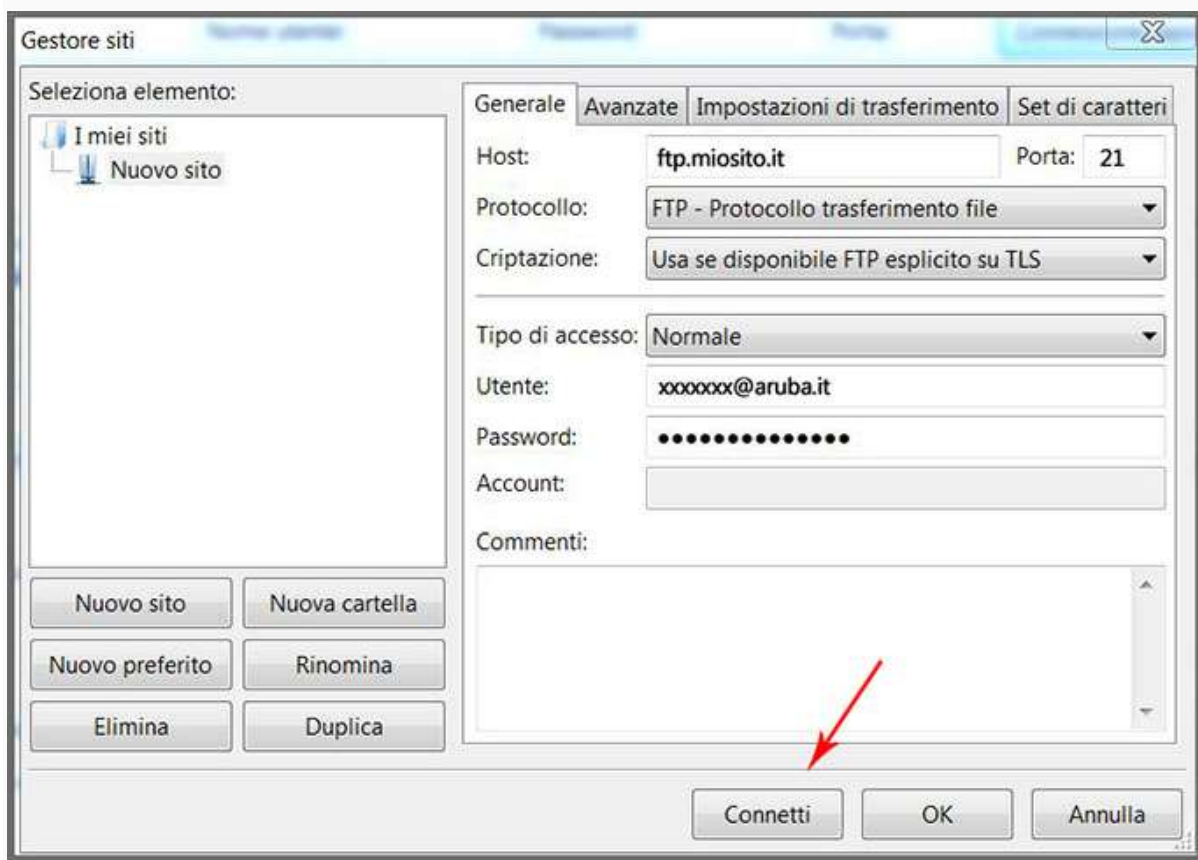 Gestore siti
Seleziona elemento:
I miei siti
Nuovo sito
Nuovo sito
Nuova cartella
Nuovo preferito
Rinomina
Elimina
Duplica
Generale
Avanzate
Impostazioni di trasferimento
Set di caratteri
Host:
ftp.miosito.it
Porta:
21
Protocollo:
FTP - Protocollo trasferimento file
Criptazione:
Usa se disponibile FTP esplicito su TLS
Tipo di accesso:
Normale
Utente:
xxxxxxx@aruba.it
Password:
●●●●●●●●●●●●●●
Account:
Commenti:
Connetti
OK
Annulla